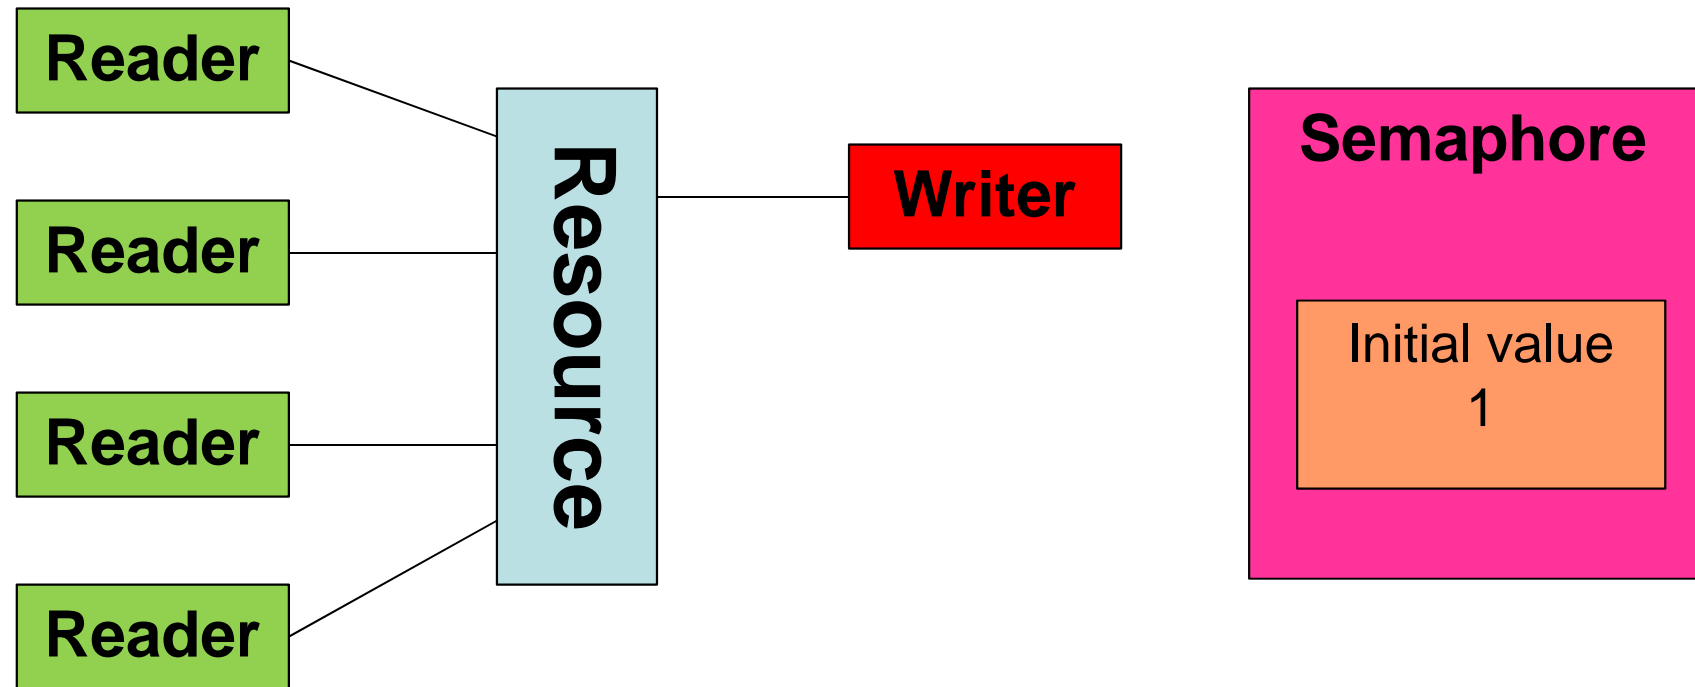 Reader
Reader
Reader
Reader
Resource
Writer
Semaphore
Initial value
1